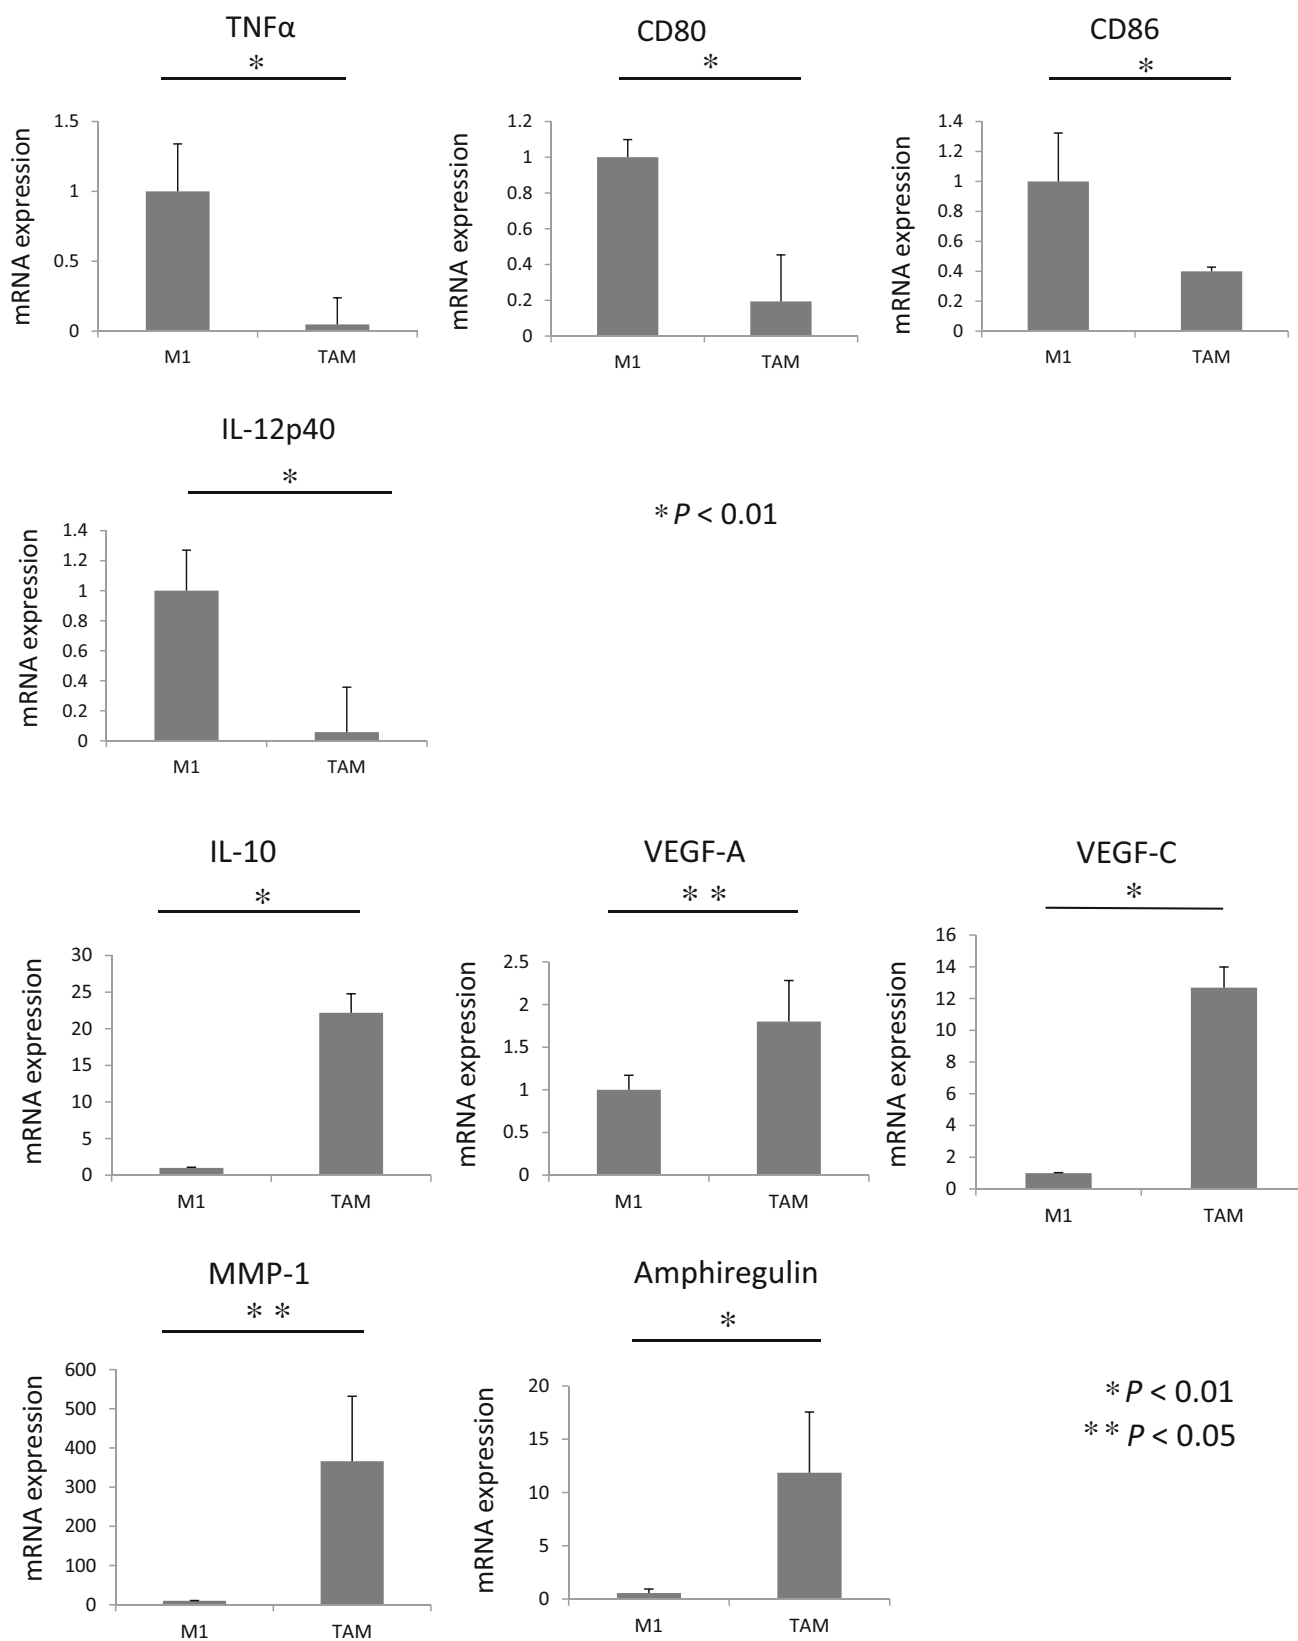 TNFα
*
mRNA expression
1.5
1
0.5
0
M1 TAM
CD80
*
mRNA expression
1.2
1
0.8
0.6
0.4
0.2
0
M1 TAM
CD86
*
mRNA expression
1.4
1.2
1
0.8
0.6
0.4
0.2
0
M1 TAM
IL-12p40
*
mRNA expression
1.4
1.2
1
0.8
0.6
0.4
0.2
0
M1 TAM
* P < 0.01
IL-10
*
mRNA expression
30
25
20
15
10
5
0
M1 TAM
VEGF-A
* *
mRNA expression
2.5
2
1.5
1
0.5
0
M1 TAM
VEGF-C
*
mRNA expression
16
14
12
10
8
6
4
2
0
M1 TAM
MMP-1
* *
mRNA expression
600
500
400
300
200
100
0
M1 TAM
Amphiregulin
*
mRNA expression
20
15
10
5
0
M1 TAM
* P < 0.01
* * P < 0.05